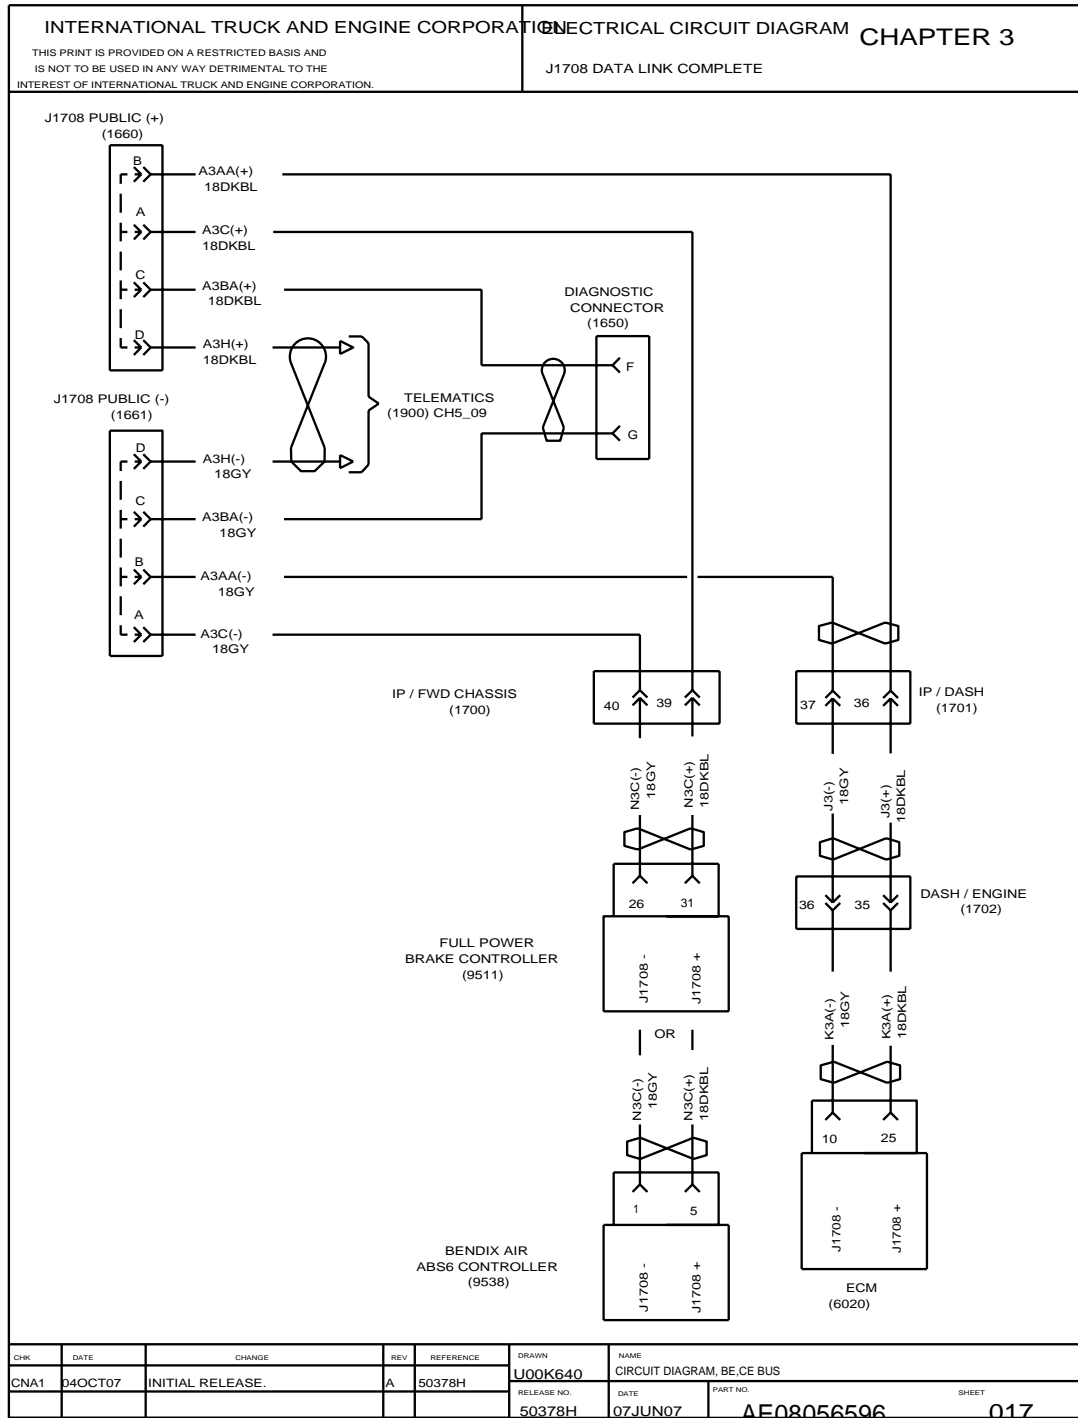 INTERNATIONAL TRUCK AND ENGINE CORPORATION
THIS PRINT IS PROVIDED ON A RESTRICTED BASIS AND
IS NOT TO BE USED IN ANY WAY DETRIMENTAL TO THE
INTEREST OF INTERNATIONAL TRUCK AND ENGINE CORPORATION.
ELECTRICAL CIRCUIT DIAGRAM
CHAPTER 3
J1708 DATA LINK COMPLETE
J1708 PUBLIC (+)
(1660)
B
A3AA(+)
18DKBL
A
A3C(+)
18DKBL
C
A3BA(+)
18DKBL
D
A3H(+)
18DKBL
DIAGNOSTIC
CONNECTOR
(1650)
F
G
TELEMATICS
(1900) CH5_09
J1708 PUBLIC (-)
(1661)
D
A3H(-)
18GY
C
A3BA(-)
18GY
B
A3AA(-)
18GY
A
A3C(-)
18GY
IP / FWD CHASSIS
(1700)
40
39
37
36
IP / DASH
(1701)
N3C(-)
18GY
N3C(+)
18DKBL
J3(-)
18GY
J3(+)
18DKBL
26
31
36
35
DASH / ENGINE
(1702)
FULL POWER
BRAKE CONTROLLER
(9511)
J1708 -
J1708 +
K3A(-)
18GY
K3A(+)
18DKBL
OR
N3C(-)
18GY
N3C(+)
18DKBL
10
25
1
5
BENDIX AIR
ABS6 CONTROLLER
(9538)
J1708 -
J1708 +
J1708 -
J1708 +
ECM
(6020)
CHK
DATE
CHANGE
REV
REFERENCE
DRAWN
NAME
CNA1
04OCT07
INITIAL RELEASE.
A
50378H
U00K640
CIRCUIT DIAGRAM, BE,CE BUS
RELEASE NO.
DATE
PART NO.
SHEET
50378H
07JUN07
AE08056596
017